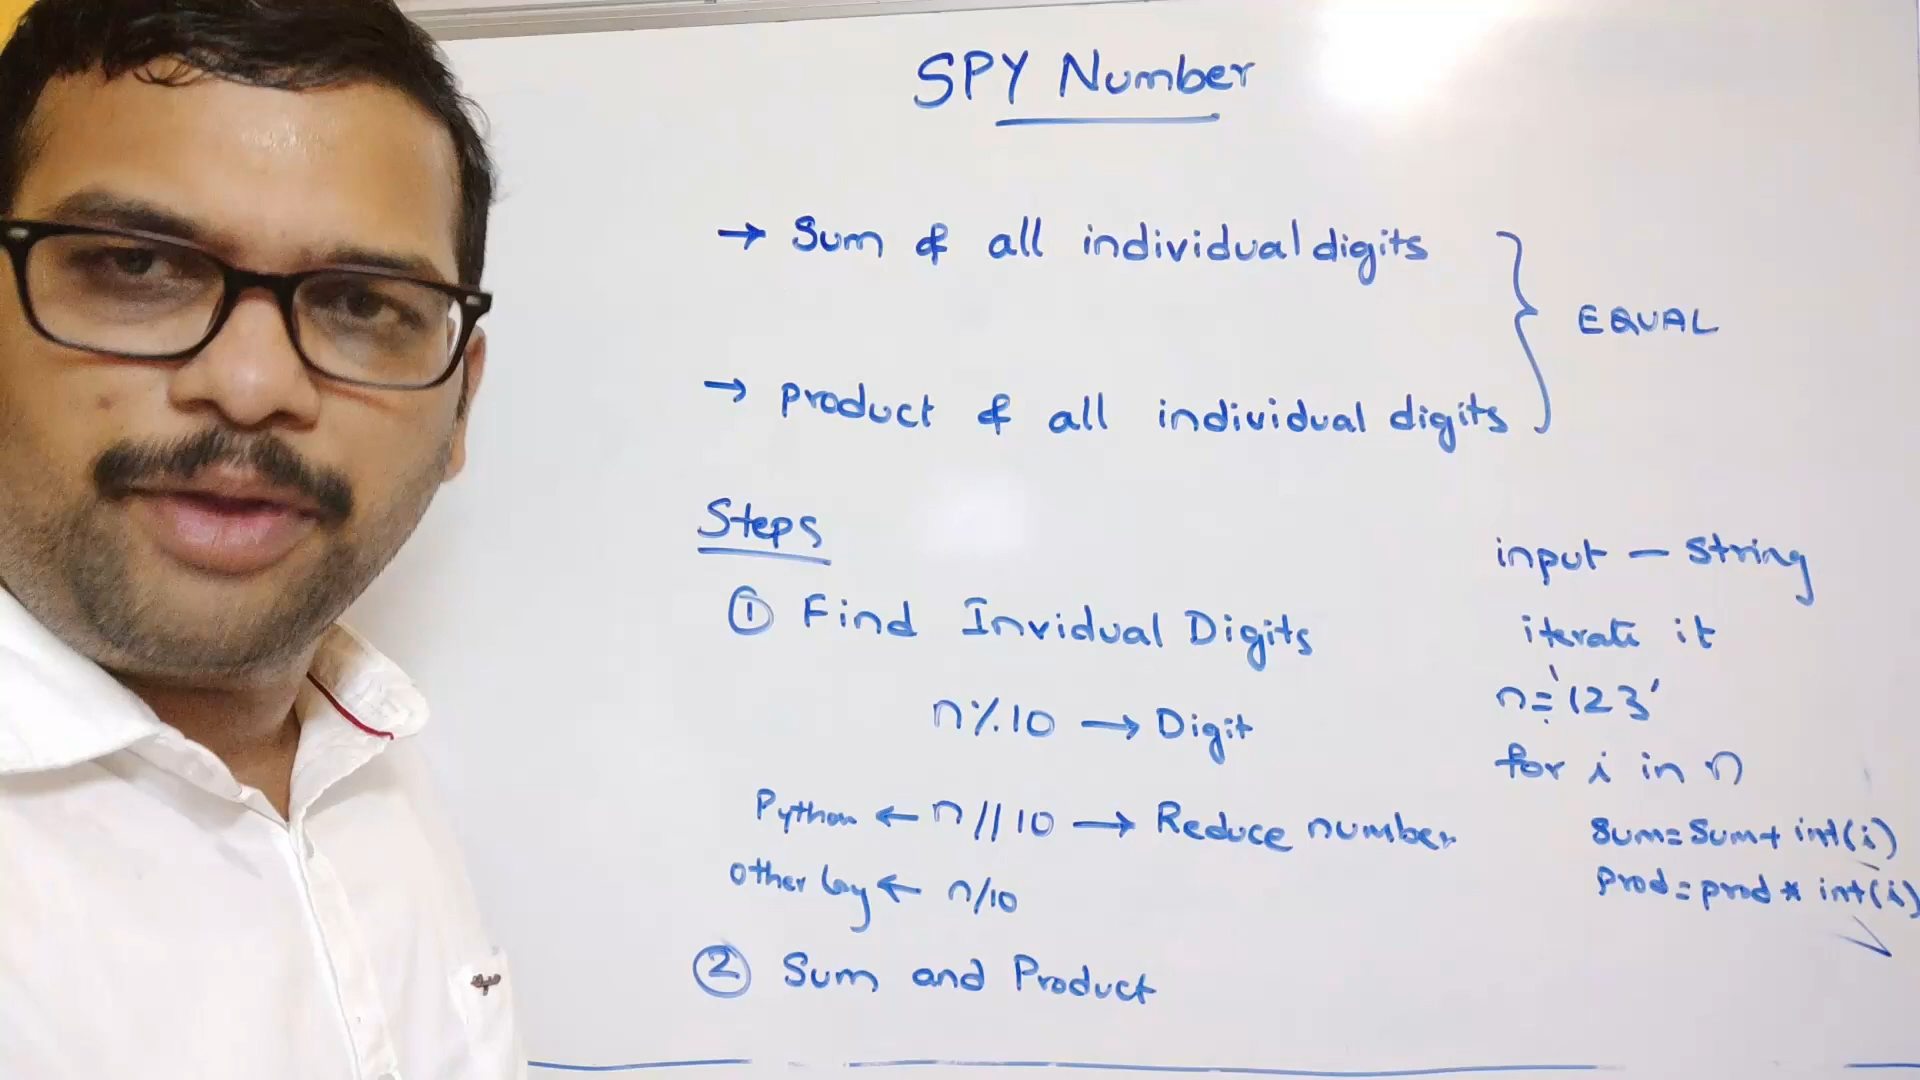 SPY Number
→ Sum of all individual digits
EQUAL
→ product of all individual digits
Steps
① Find Invidual Digits
n%10 → Digit
Python ← n//10 → Reduce number
other ← n/10
② Sum and Product
input - string
iterate it
n='123'
for i in n
sum=sum+int(i)
prod=prod*int(i)